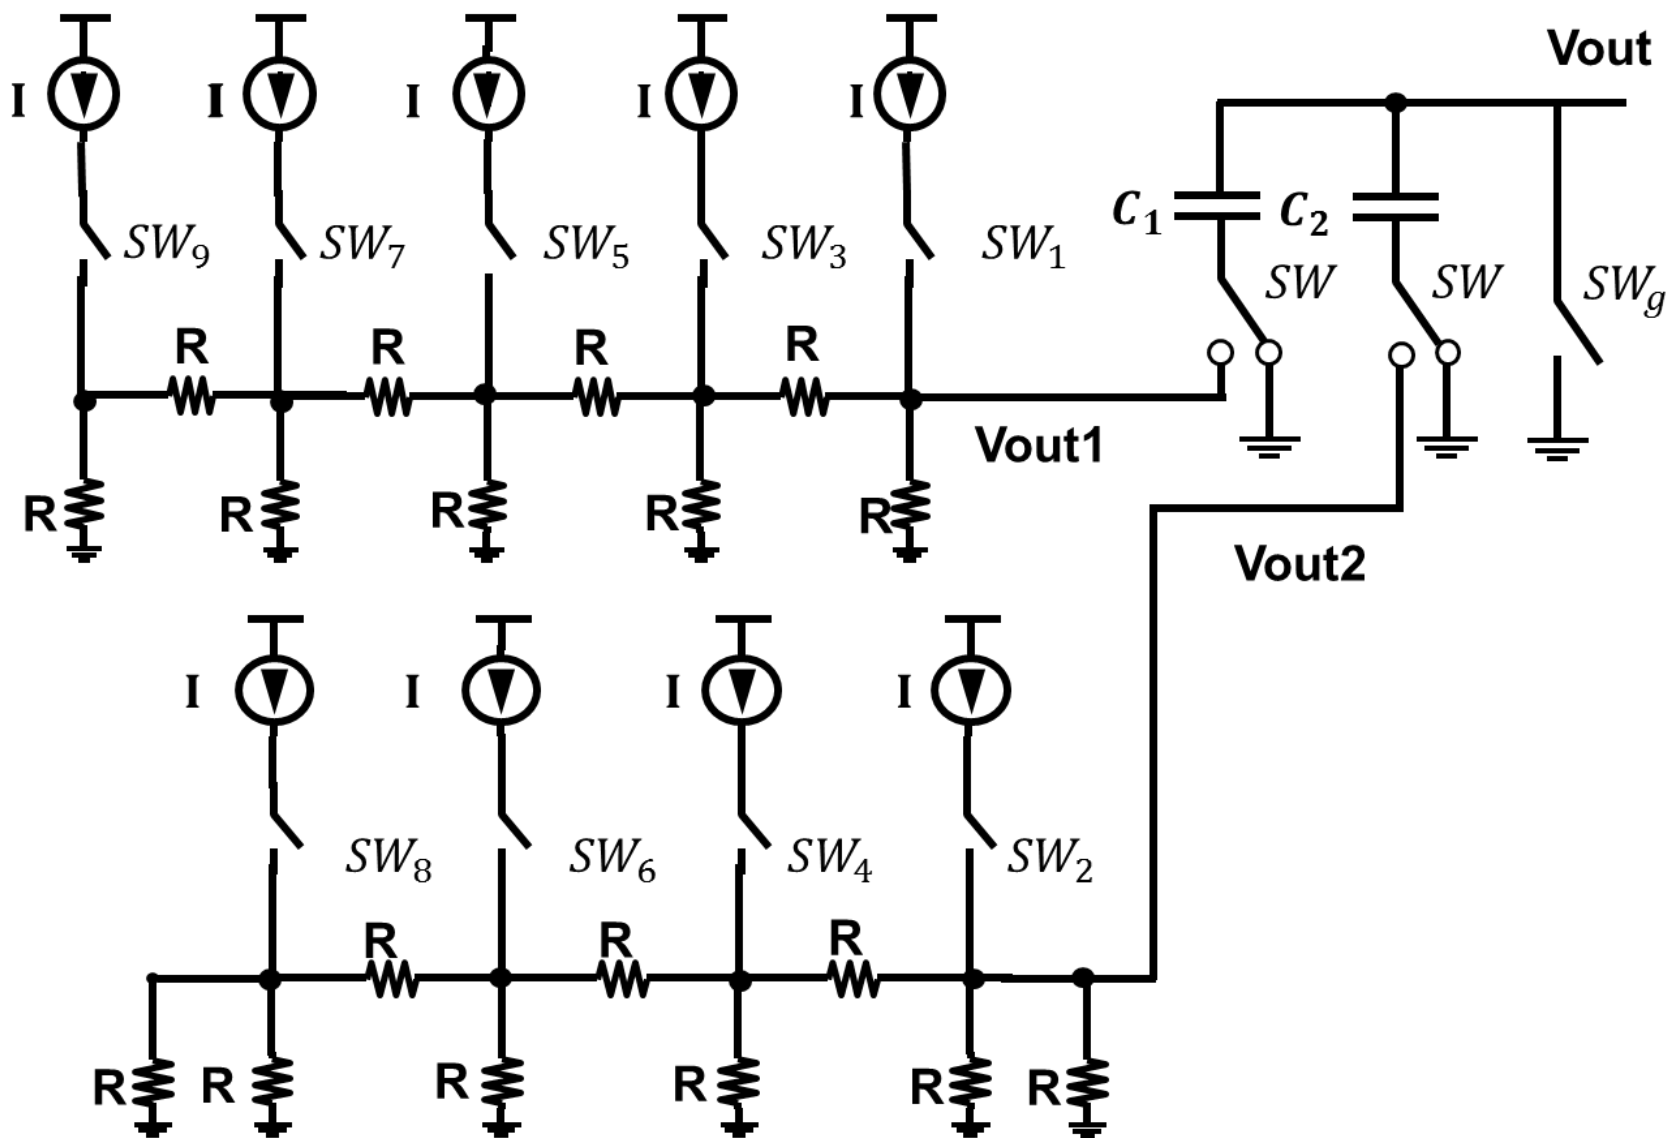 Vout
I I I I I
C1 C2
SW9 SW7 SW5 SW3 SW1
SW SW SWg
R R R R
Vout1
R R R R R
Vout2
I I I I
SW8 SW6 SW4 SW2
R R R
R R R R R R